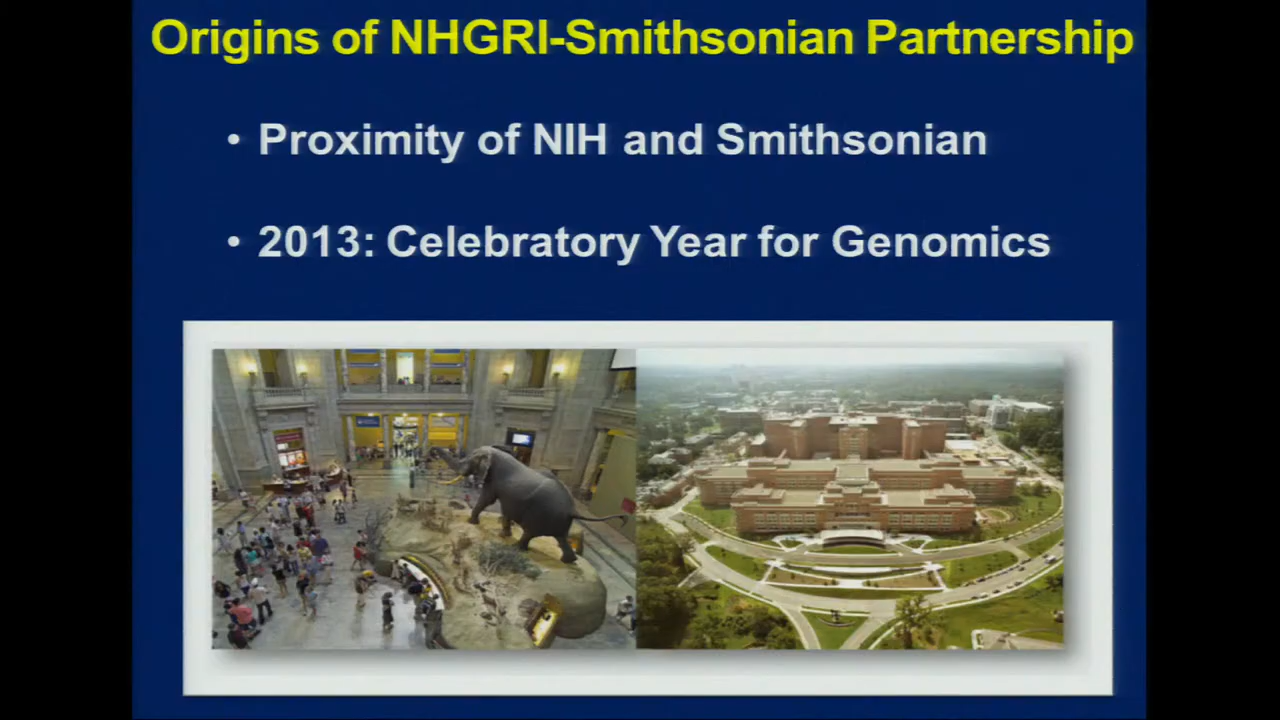 Origins of NHGRI-Smithsonian Partnership
• Proximity of NIH and Smithsonian
• 2013: Celebratory Year for Genomics